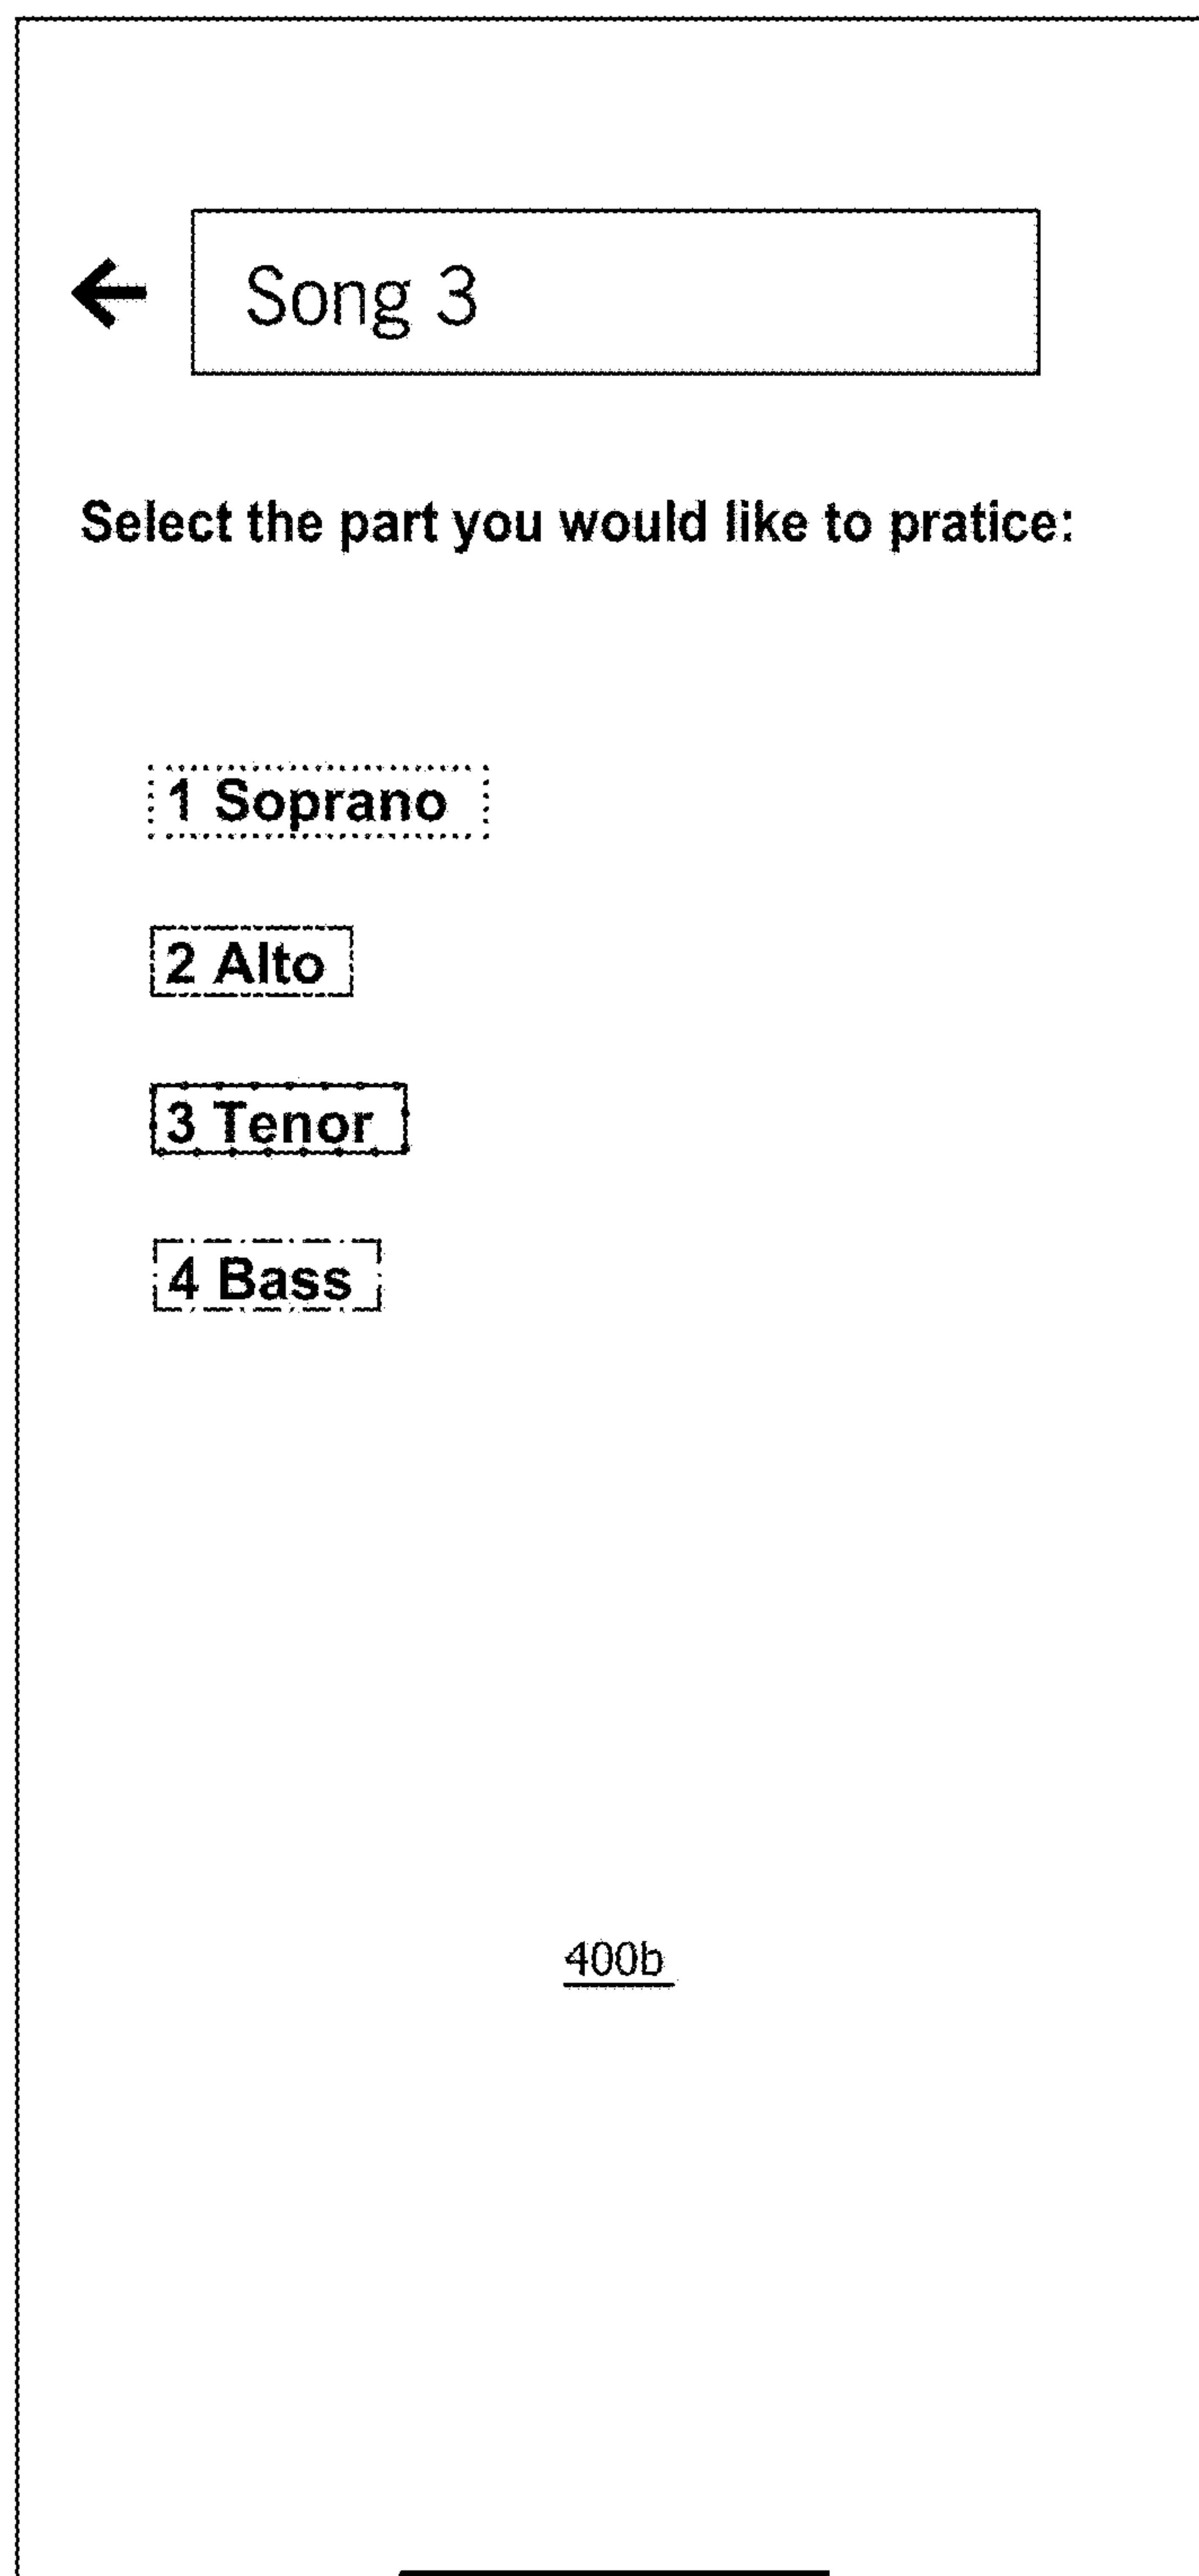 Song 3
Select the part you would like to pratice:
1 Soprano
2 Alto
3 Tenor
4 Bass
400b